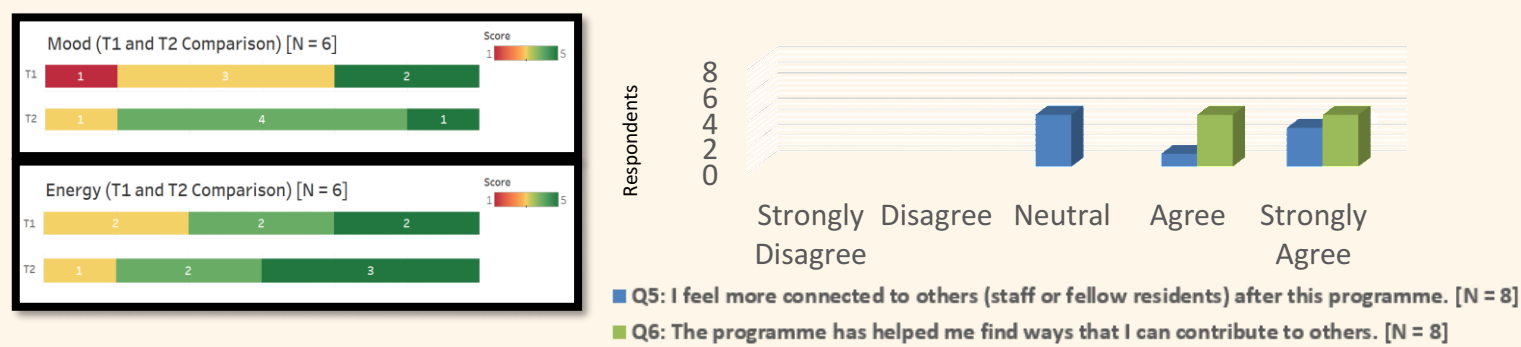 Mood (T1 and T2 Comparison) [N = 6]
Score
1 5
T1 1 3 2
T2 1 4 1
Energy (T1 and T2 Comparison) [N = 6]
Score
1 5
T1 2 2 2
T2 1 2 3
Respondents
8
6
4
2
0
Strongly Disagree Neutral Agree Strongly
Disagree Agree
Q5: I feel more connected to others (staff or fellow residents) after this programme. [N = 8]
Q6: The programme has helped me find ways that I can contribute to others. [N = 8]